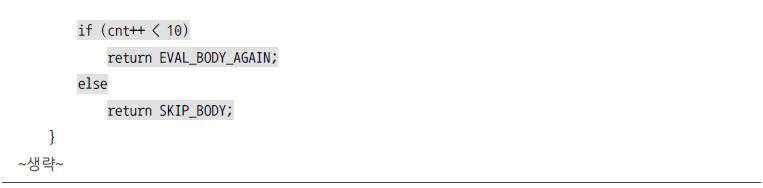 if (cnt++ < 10)
return EVAL_BODY_AGAIN;
else
return SKIP_BODY;
}
~생략~